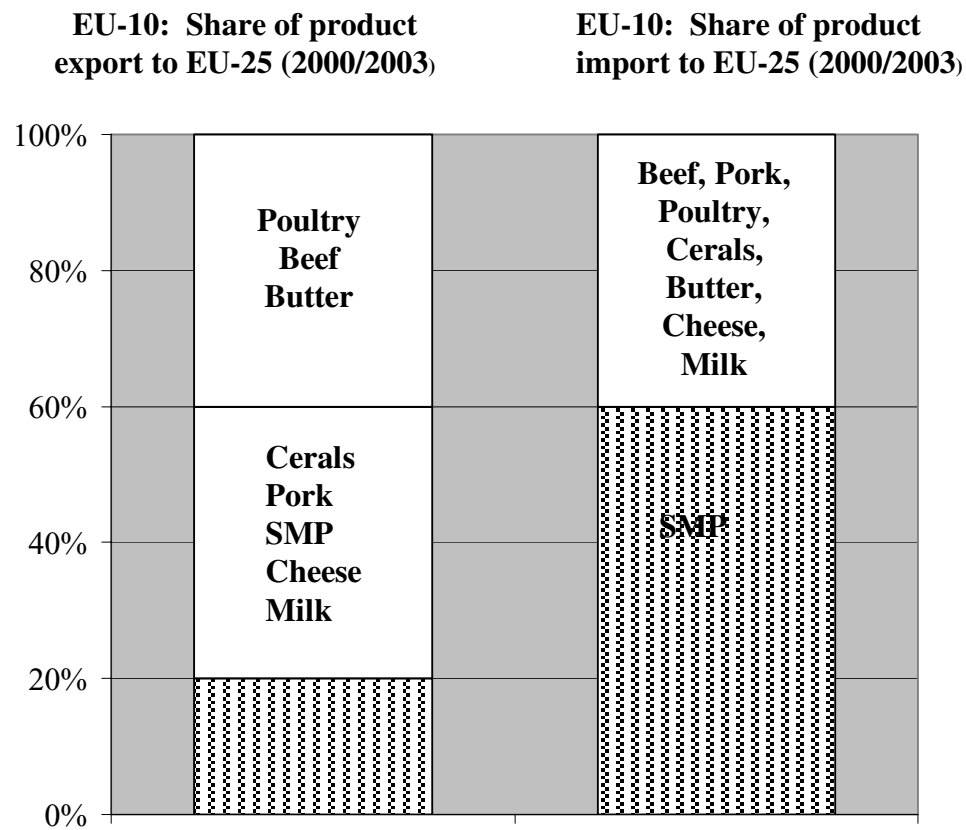 EU-10: Share of product
export to EU-25 (2000/2003)
EU-10: Share of product
import to EU-25 (2000/2003)
100%
80%
60%
40%
20%
0%
Poultry
Beef
Butter
Cerals
Pork
SMP
Cheese
Milk
Beef, Pork,
Poultry,
Cerals,
Butter,
Cheese,
Milk
SMP